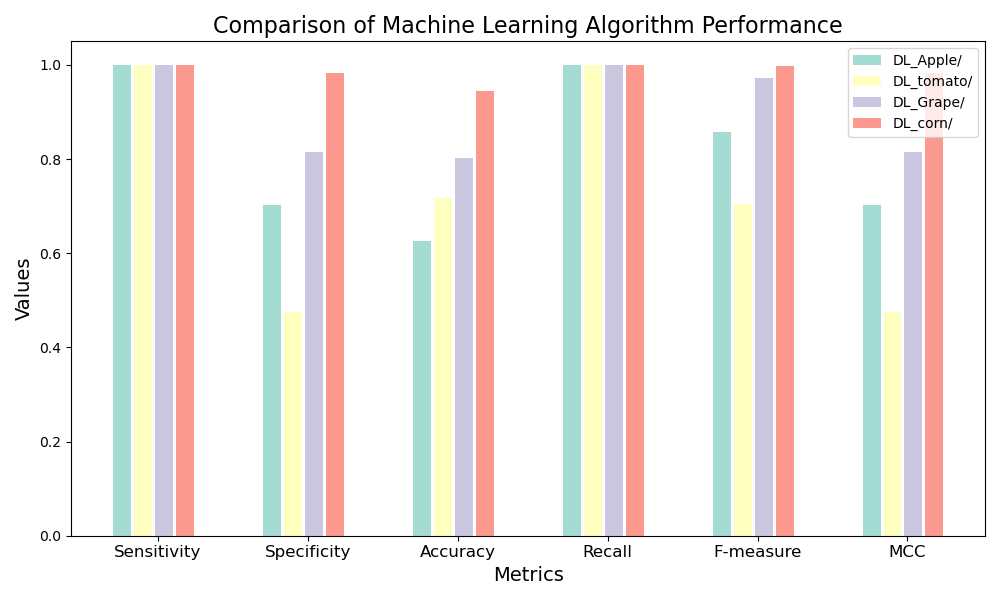 Comparison of Machine Learning Algorithm Performance
DL_Apple/
DL_tomato/
DL_Grape/
DL_corn/
Values
1.0
0.8
0.6
0.4
0.2
0.0
Sensitivity Specificity Accuracy Recall F-measure MCC
Metrics